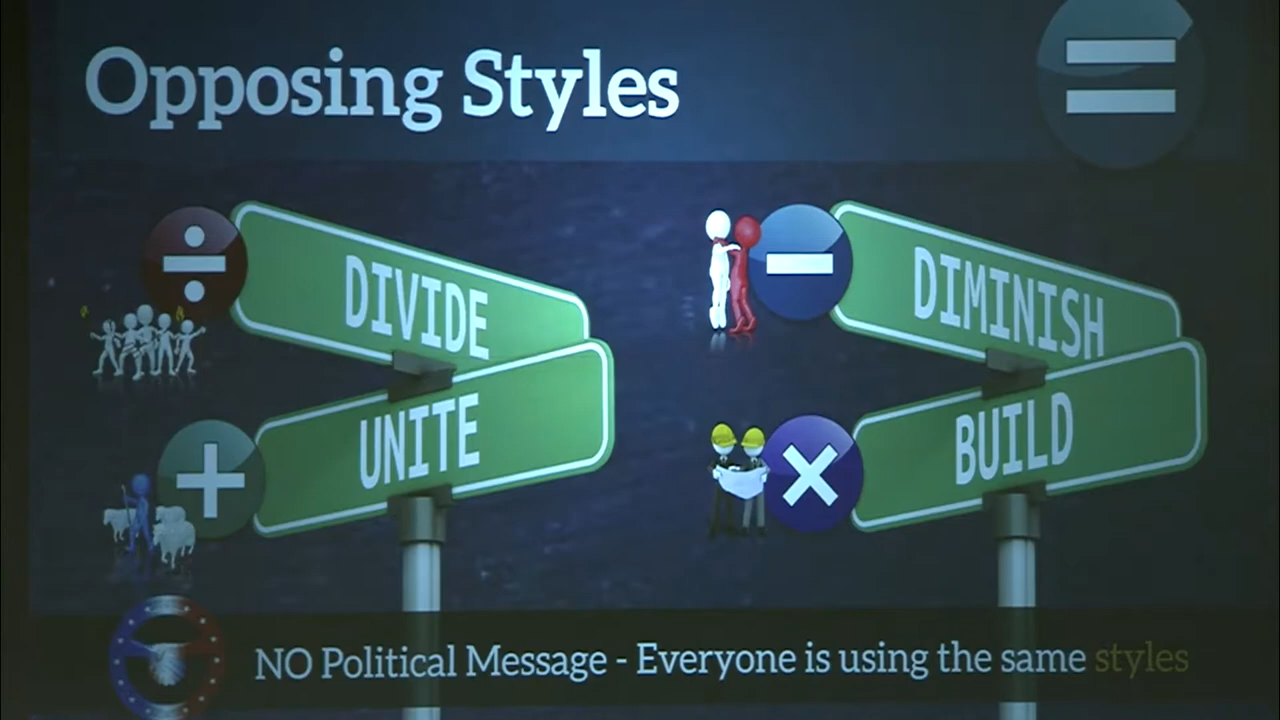 Opposing Styles
DIVIDE
UNITE
DIMINISH
BUILD
NO Political Message - Everyone is using the same styles